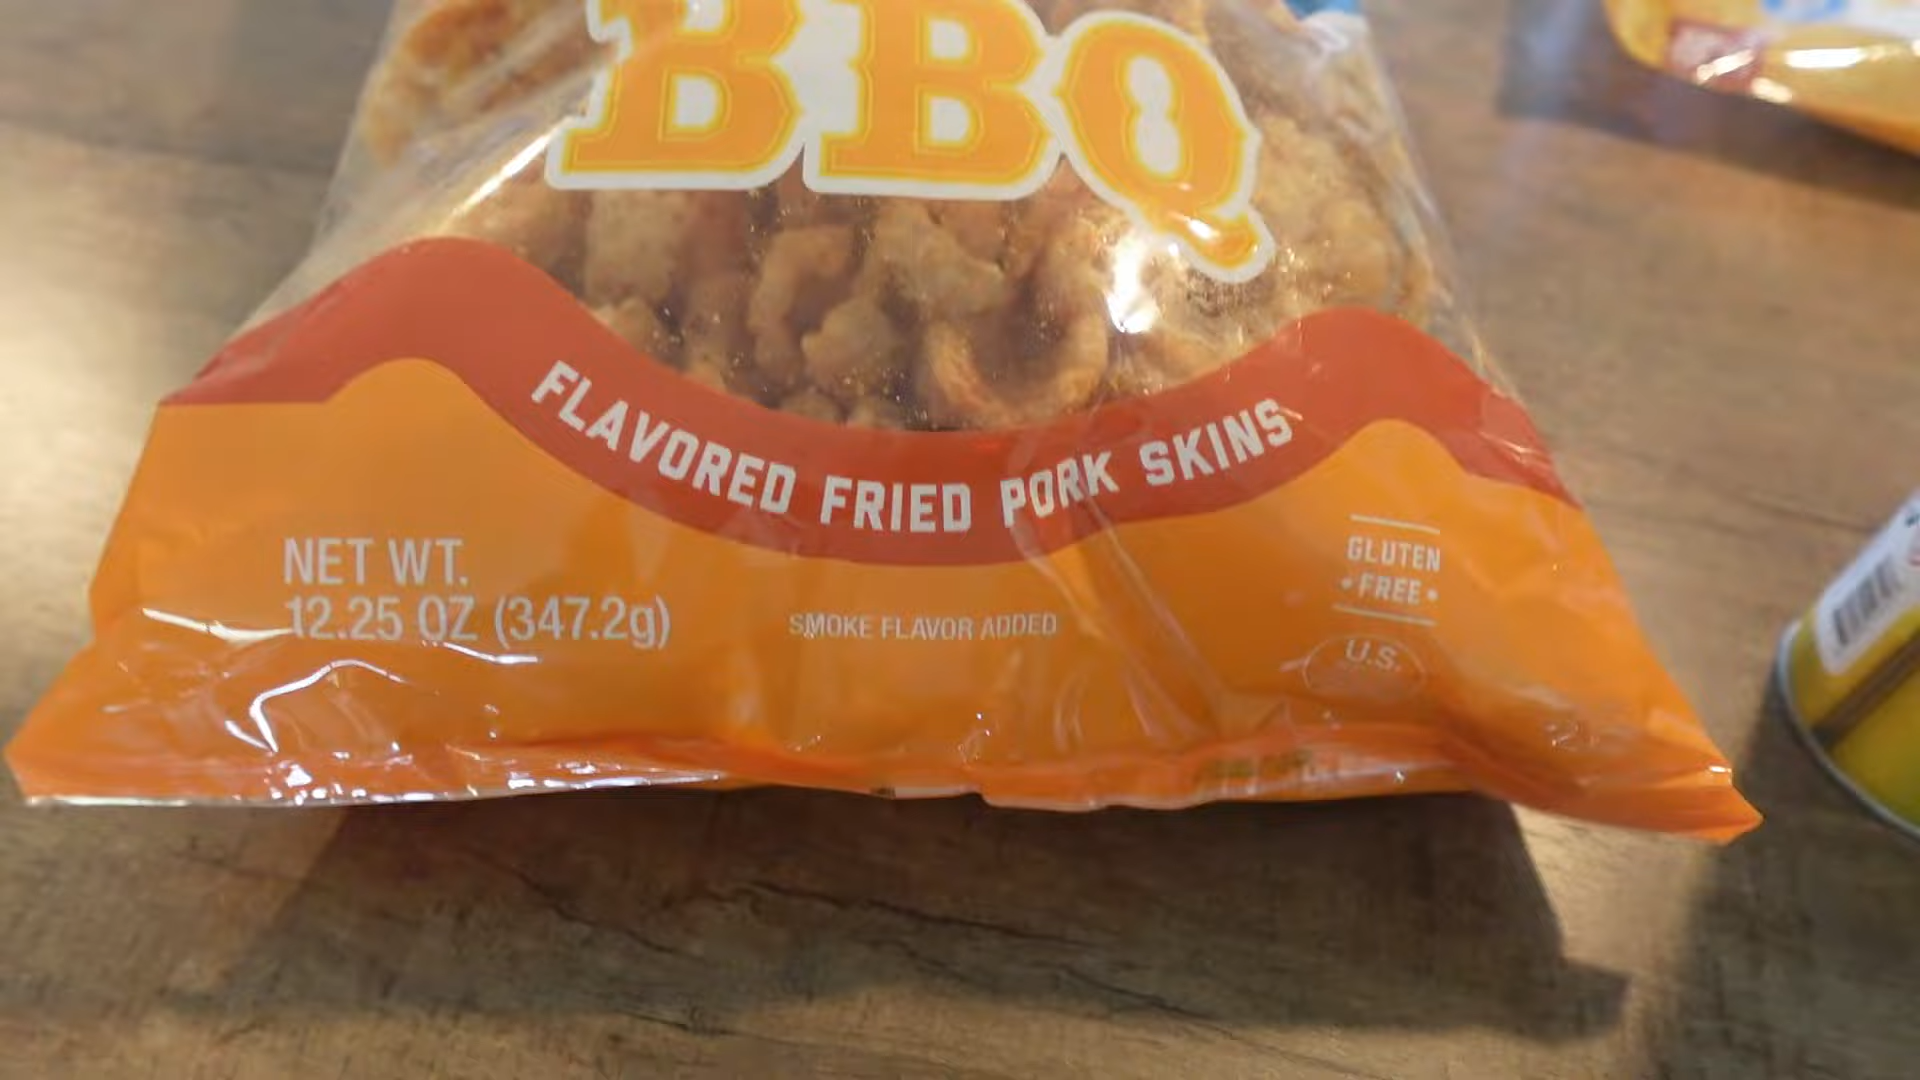 BBQ
FLAVORED FRIED PORK SKINS
NET WT.
12.25 OZ (347.2g)
SMOKE FLAVOR ADDED
GLUTEN
•FREE•
U.S.